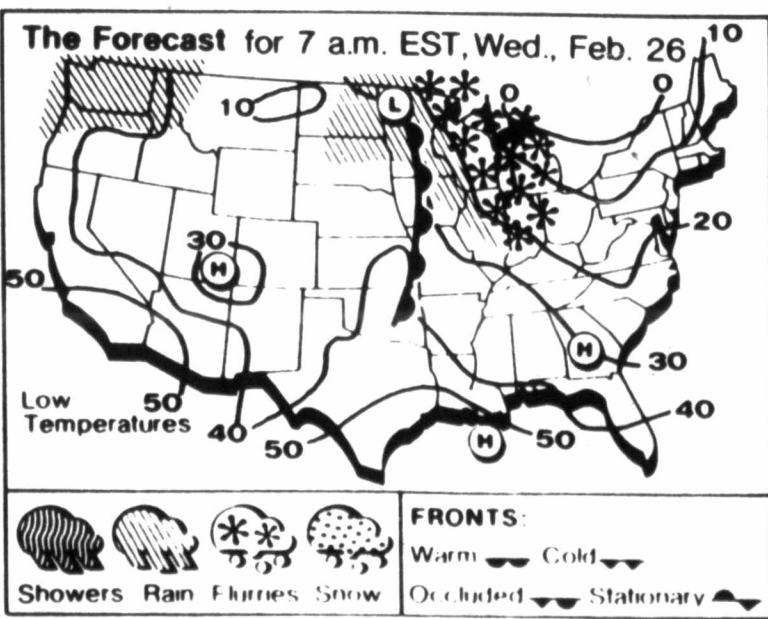 The Forecast for 7 a.m. EST, Wed., Feb. 26
10
0
0
10
L
20
30
H
50
H
30
Low
Temperatures
50
40
50
H
50
40
FRONTS:
Warm Cold
Showers Rain Flurries Snow
Occluded Stationary